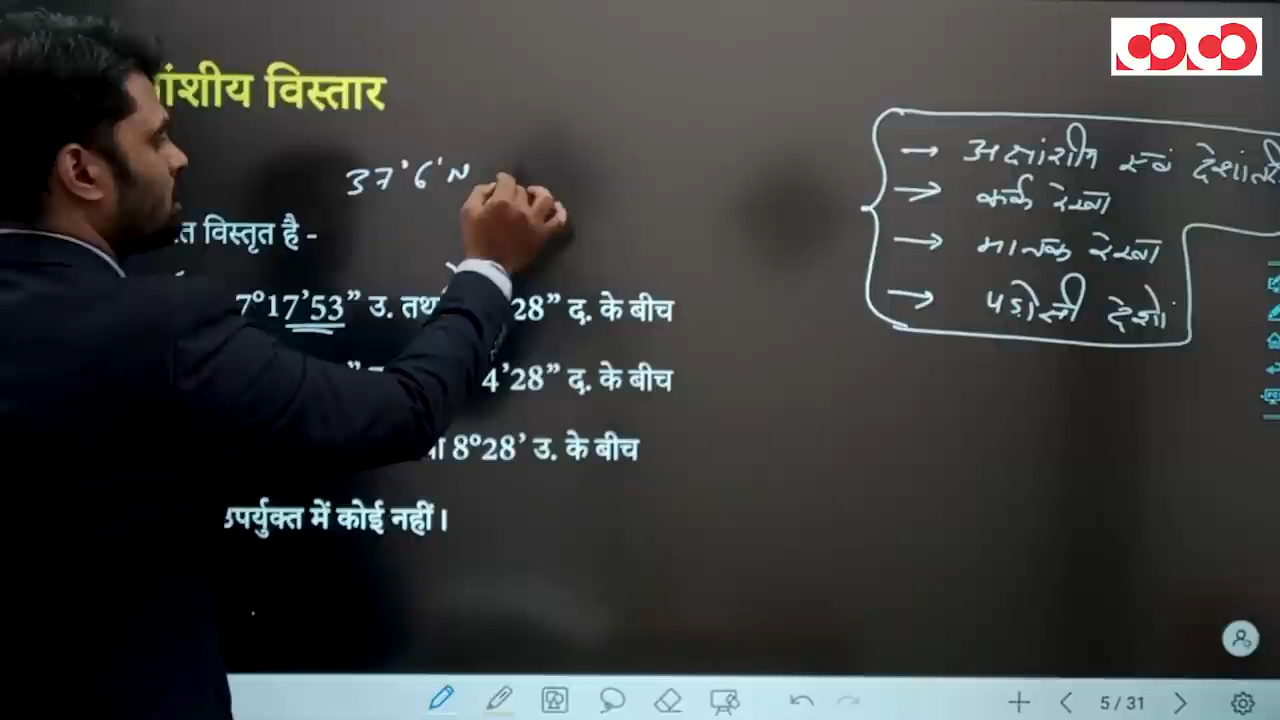 ांशीय विस्तार
37°6'N
त विस्तृत है -
7°17’53” उ. तथ 28” द. के बीच
4’28” द. के बीच
8°28’ उ. के बीच
उपर्युक्त में कोई नहीं।
→ अक्षांशीय एवं देशांतरी
→ कर्क रेखा
→ मानक रेखा
→ पड़ोसी देशों
5 / 31